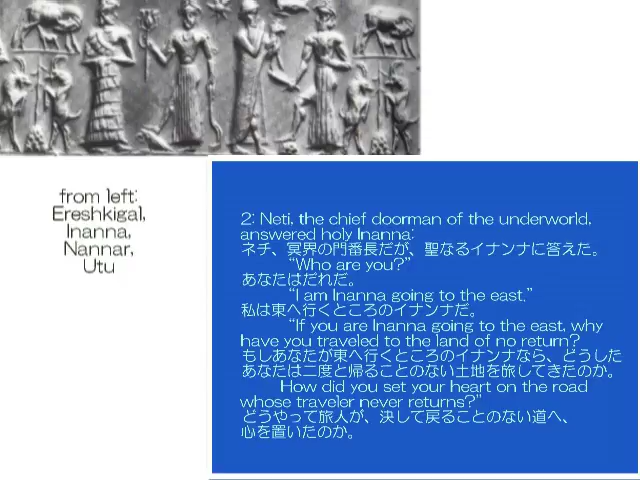 from left:
Ereshkigal,
Inanna,
Nannar,
Utu
2: Neti, the chief doorman of the underworld,
answered holy Inanna:
ネチ、冥界の門番長だが、聖なるイナンナに答えた。
“Who are you?”
あなたはだれだ。
“I am Inanna going to the east.”
私は東へ行くところのイナンナだ。
“If you are Inanna going to the east, why
have you traveled to the land of no return?
もしあなたが東へ行くところのイナンナなら、どうした
あなたは二度と帰ることのない土地を旅してきたのか。
How did you set your heart on the road
whose traveler never returns?”
どうやって旅人が、決して戻ることのない道へ、
心を置いたのか。